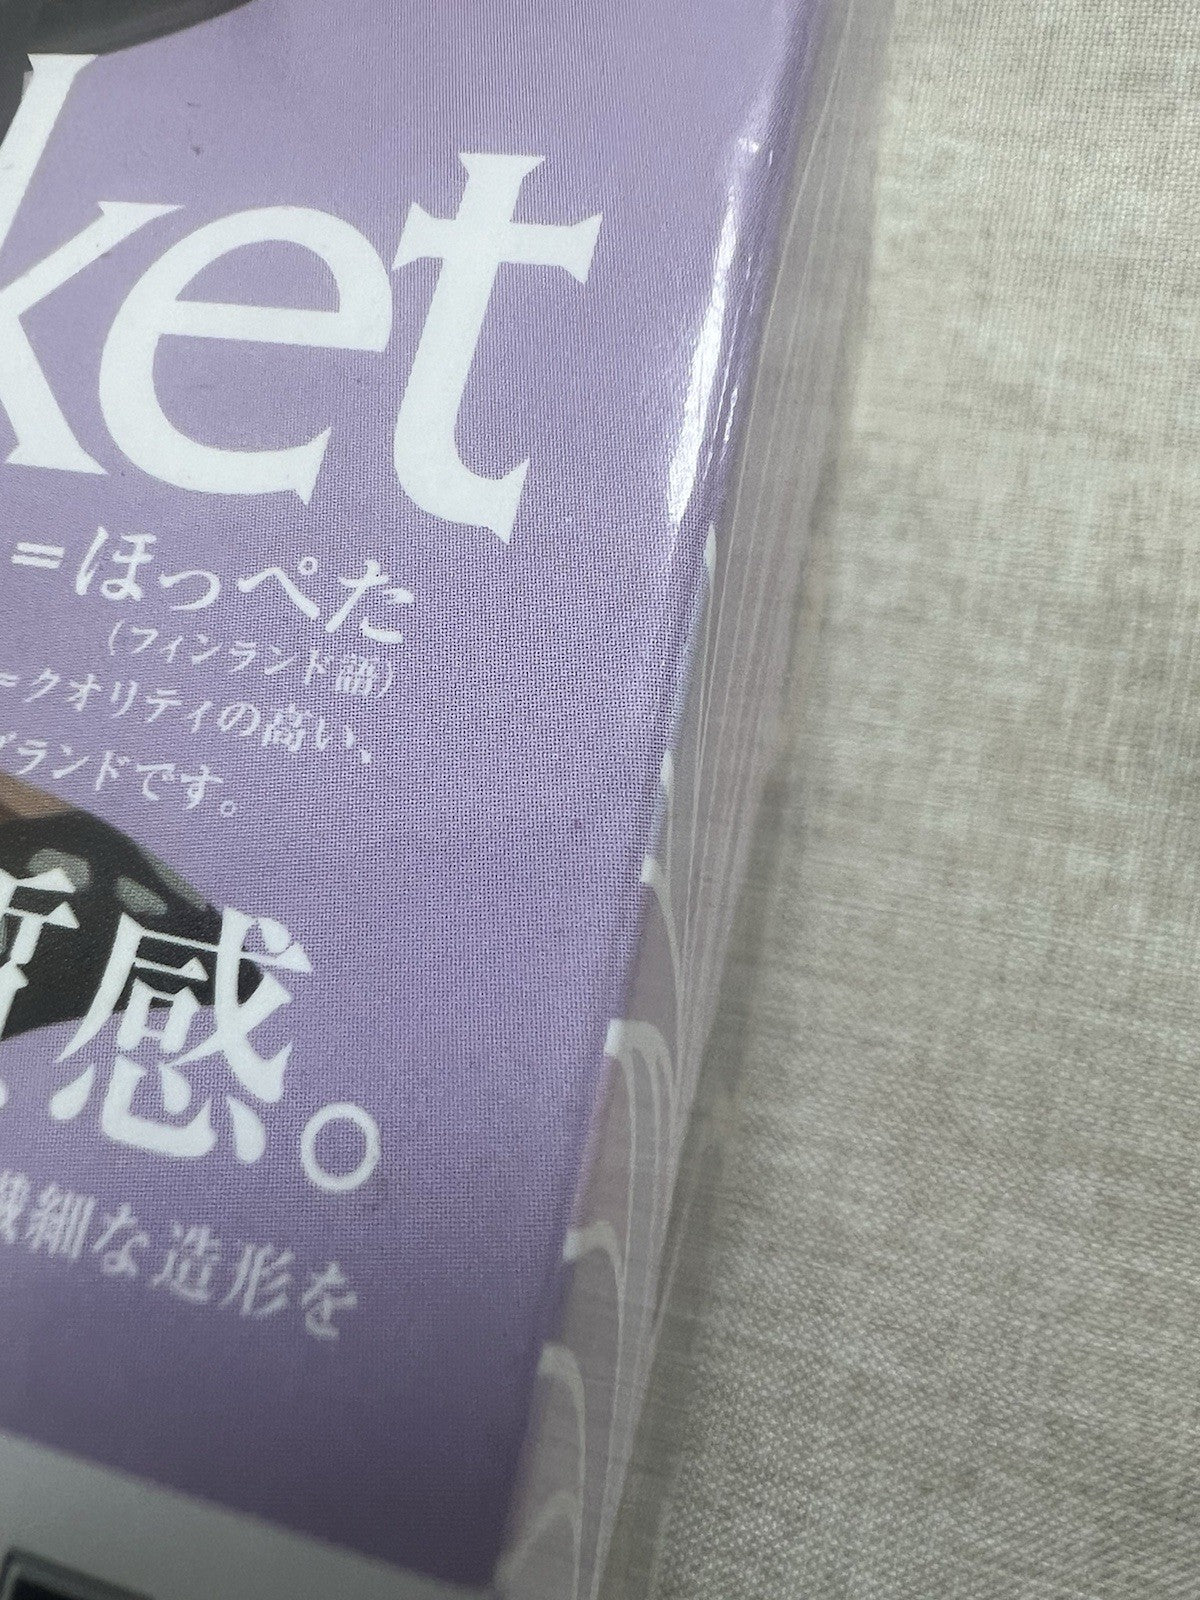 ket
=ほっぺた
(フィンランド語)
=クオリティの高い、
ブランドです。
質感。
繊細な造形を